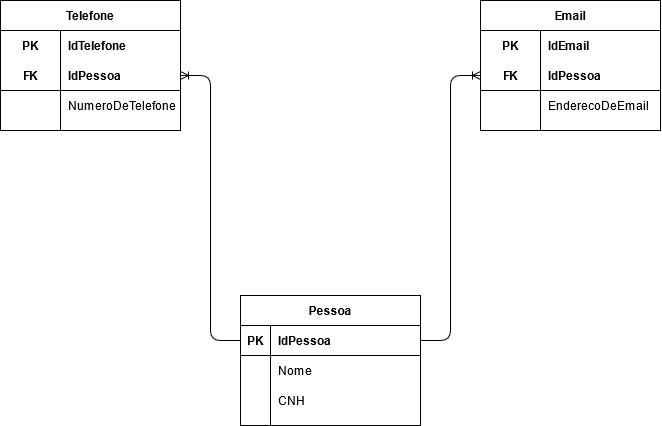 Telefone
PK IdTelefone
FK IdPessoa
NumeroDeTelefone
Email
PK IdEmail
FK IdPessoa
EnderecoDeEmail
Pessoa
PK IdPessoa
Nome
CNH